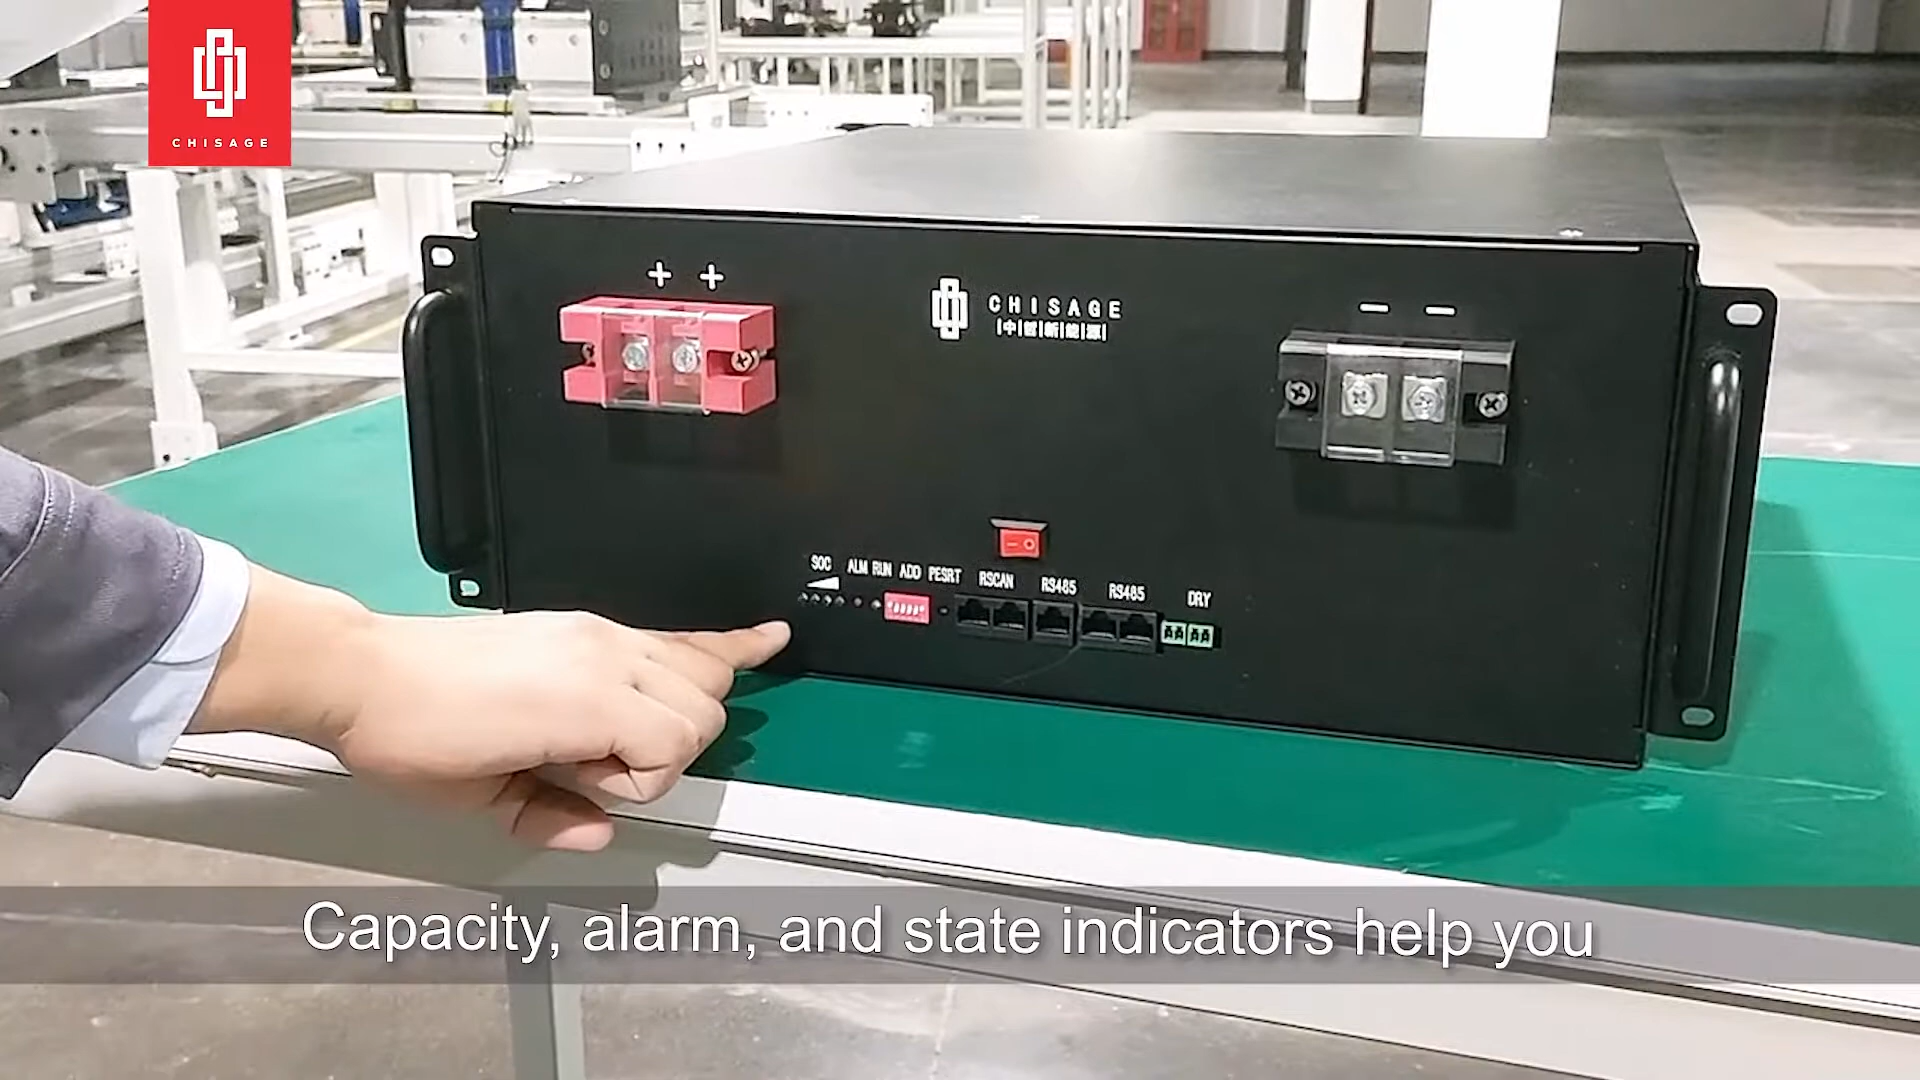 CHISAGE
+ +
CHISAGE
中智新能源
— —
SOC
ALM RUN ADD PESRT RSCAN RS485 RS485 DRY
Capacity, alarm, and state indicators help you